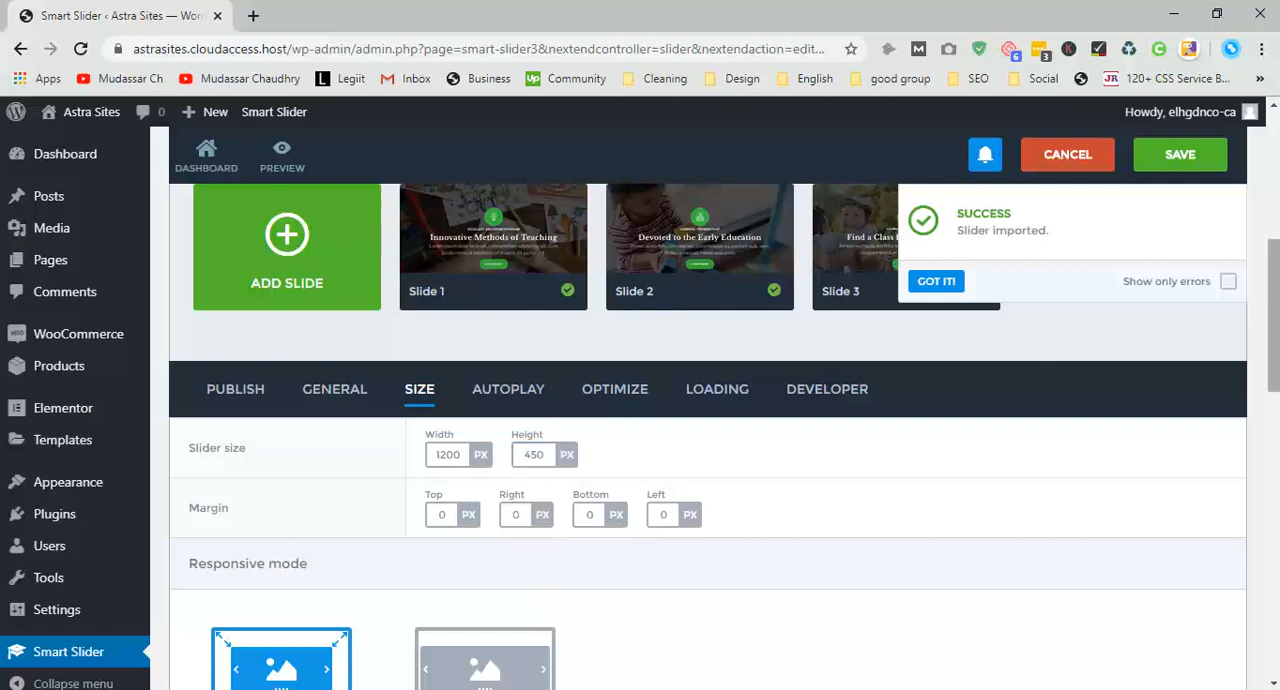 Smart Slider ‹ Astra Sites — Wor
astrasites.cloudaccess.host/wp-admin/admin.php?page=smart-slider3&nextendcontroller=slider&nextendaction=edit...
6 3
Apps Mudassar Ch Mudassar Chaudhry Legiit Inbox Business Community Cleaning Design English good group SEO Social 120+ CSS Service B...
Astra Sites 0 New Smart Slider Howdy, elhgdnco-ca
DASHBOARD PREVIEW CANCEL SAVE
Dashboard
Posts
Media
Pages
Comments
WooCommerce
Products
Elementor
Templates
Appearance
Plugins
Users
Tools
Settings
Smart Slider
Collapse menu
ADD SLIDE
Innovative Methods of Teaching
Slide 1
Devoted to the Early Education
Slide 2
Find a Class
Slide 3
SUCCESS
Slider imported.
GOT IT! Show only errors
PUBLISH GENERAL SIZE AUTOPLAY OPTIMIZE LOADING DEVELOPER
Slider size
Width Height
1200 PX 450 PX
Margin
Top Right Bottom Left
0 PX 0 PX 0 PX 0 PX
Responsive mode